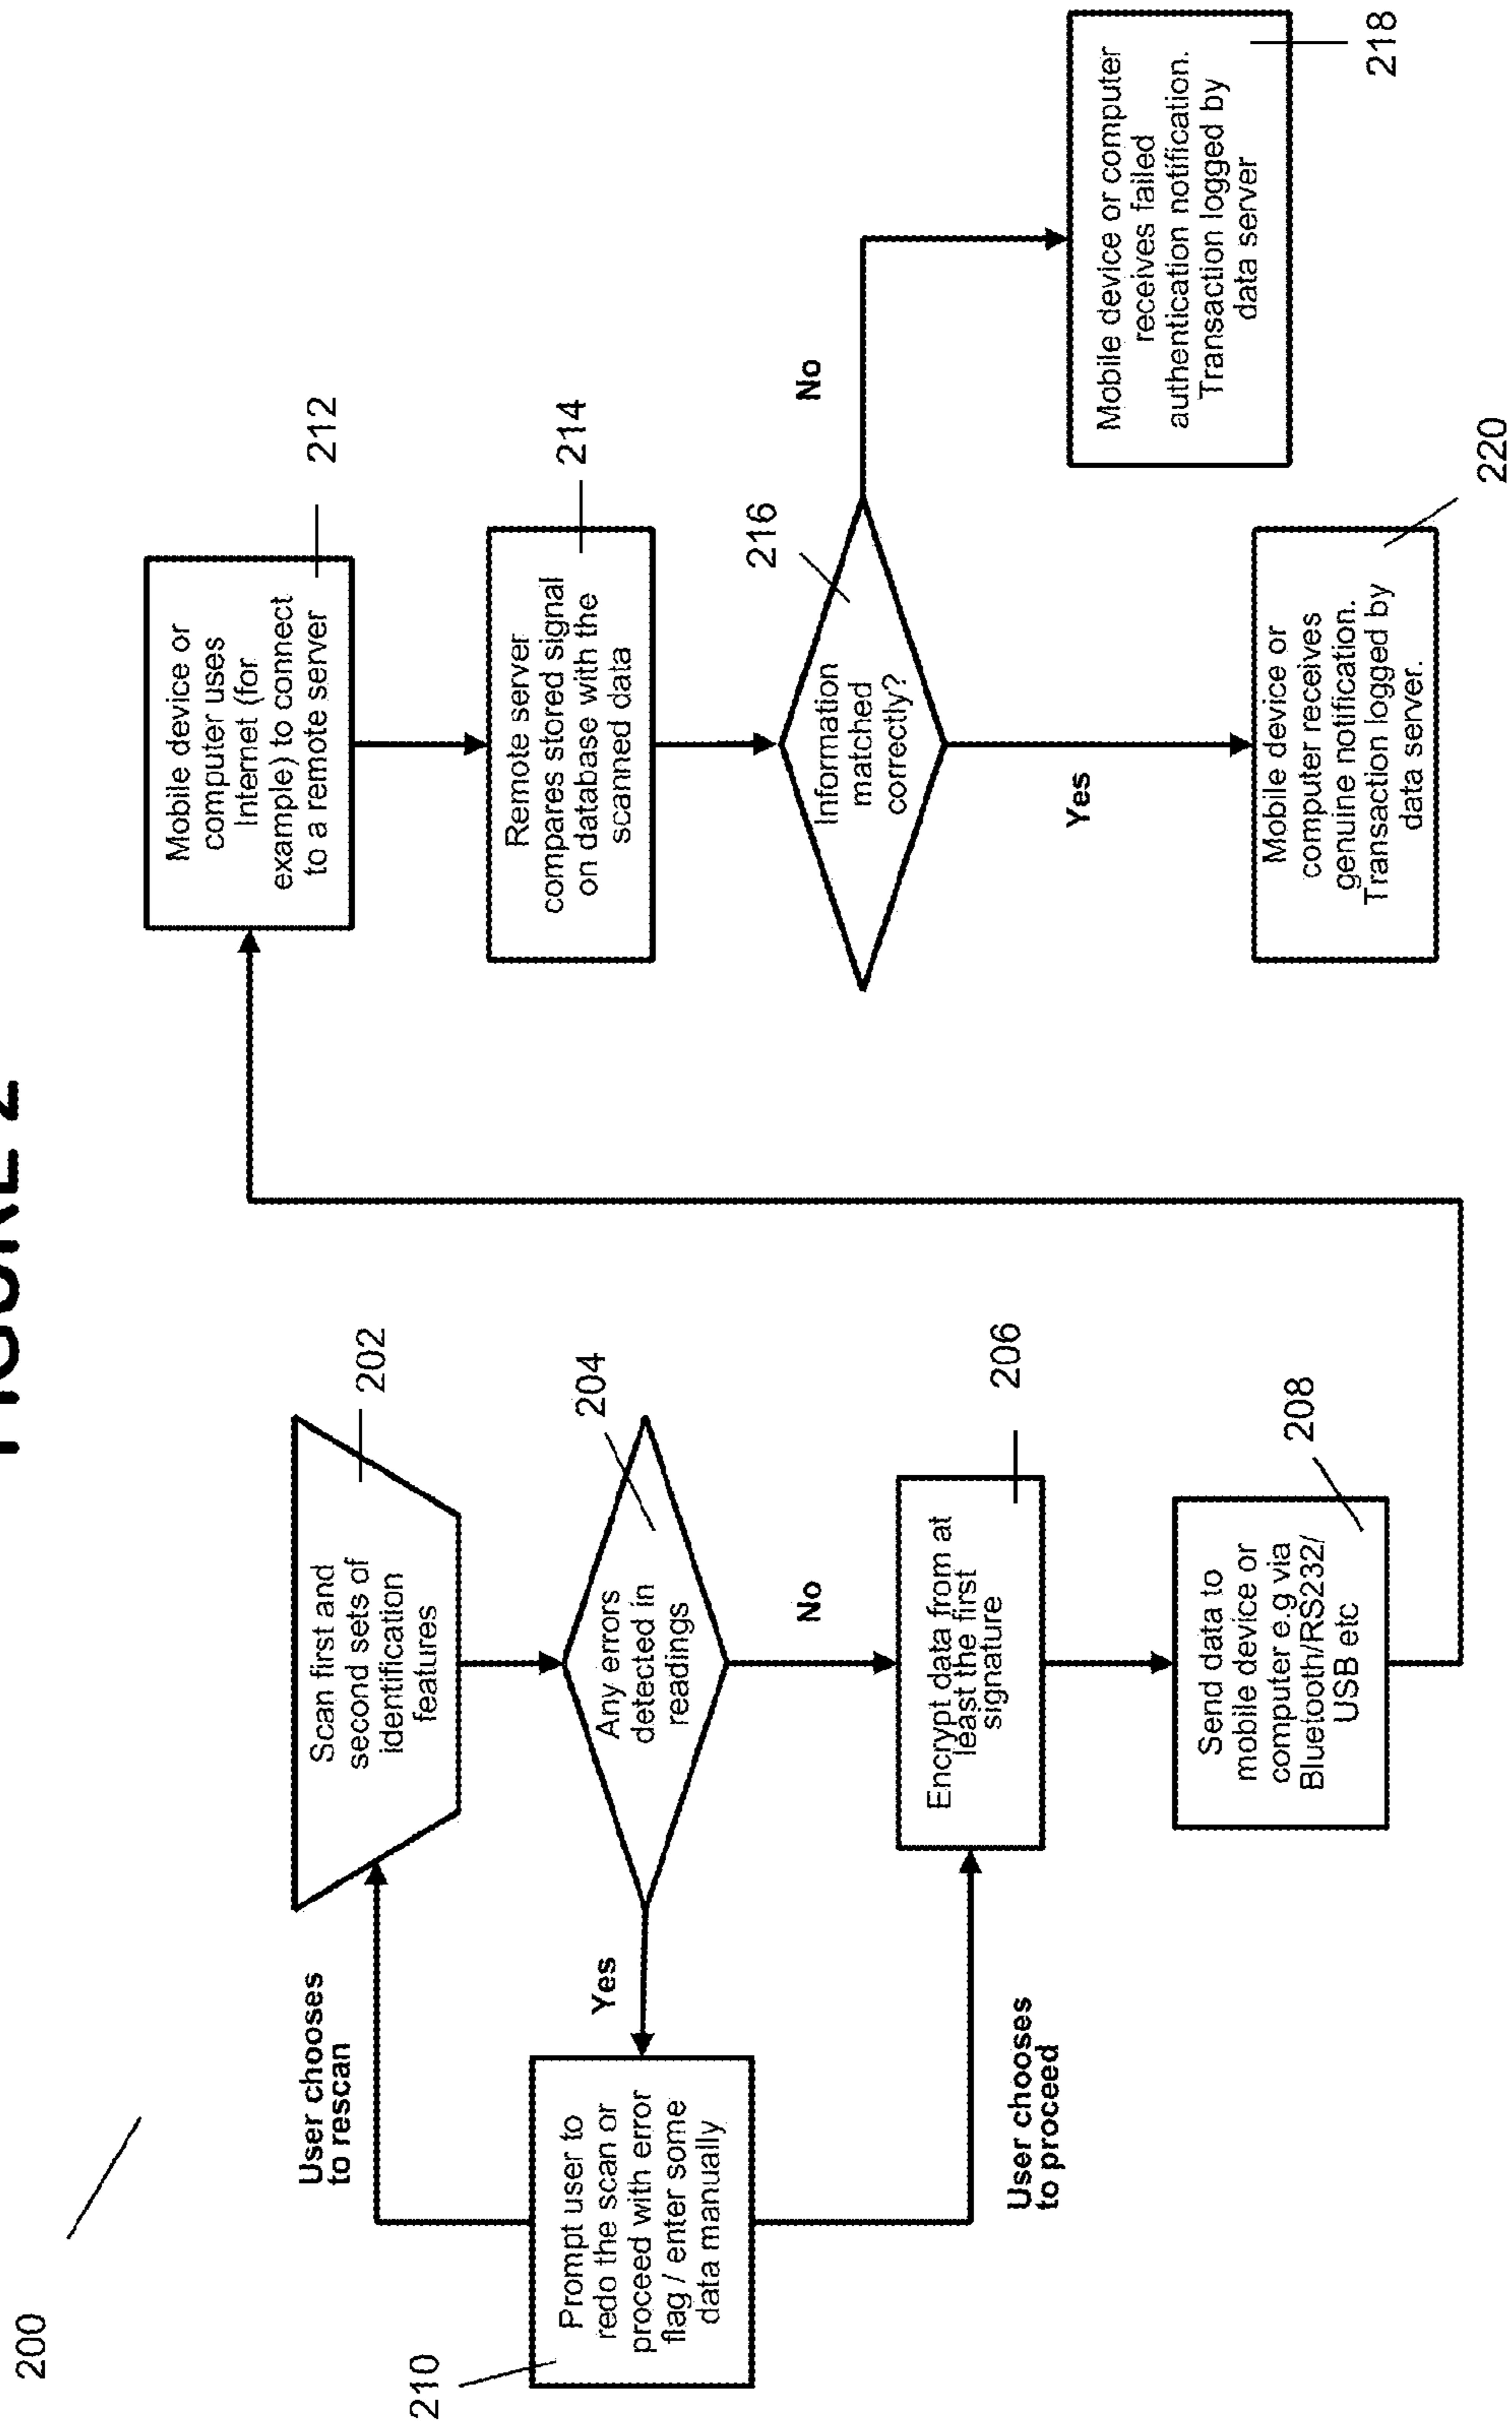 FIGURE 2
200
Scan first and
second sets of
identification
features
202
User chooses
to rescan
Any errors
detected in
readings
204
Yes
No
Prompt user to
redo the scan or
proceed with error
flag / enter some
data manually
210
User chooses
to proceed
Encrypt data from at
least the first
signature
206
Send data to
mobile device or
computer e.g via
Bluetooth/RS232/
USB etc
208
Mobile device or
computer uses
Internet (for
example) to connect
to a remote server
212
Remote server
compares stored signal
on database with the
scanned data
214
Information
matched
correctly?
216
No
Yes
Mobile device or computer
receives failed
authentication notification.
Transaction logged by
data server
218
Mobile device or
computer receives
genuine notification.
Transaction logged by
data server.
220